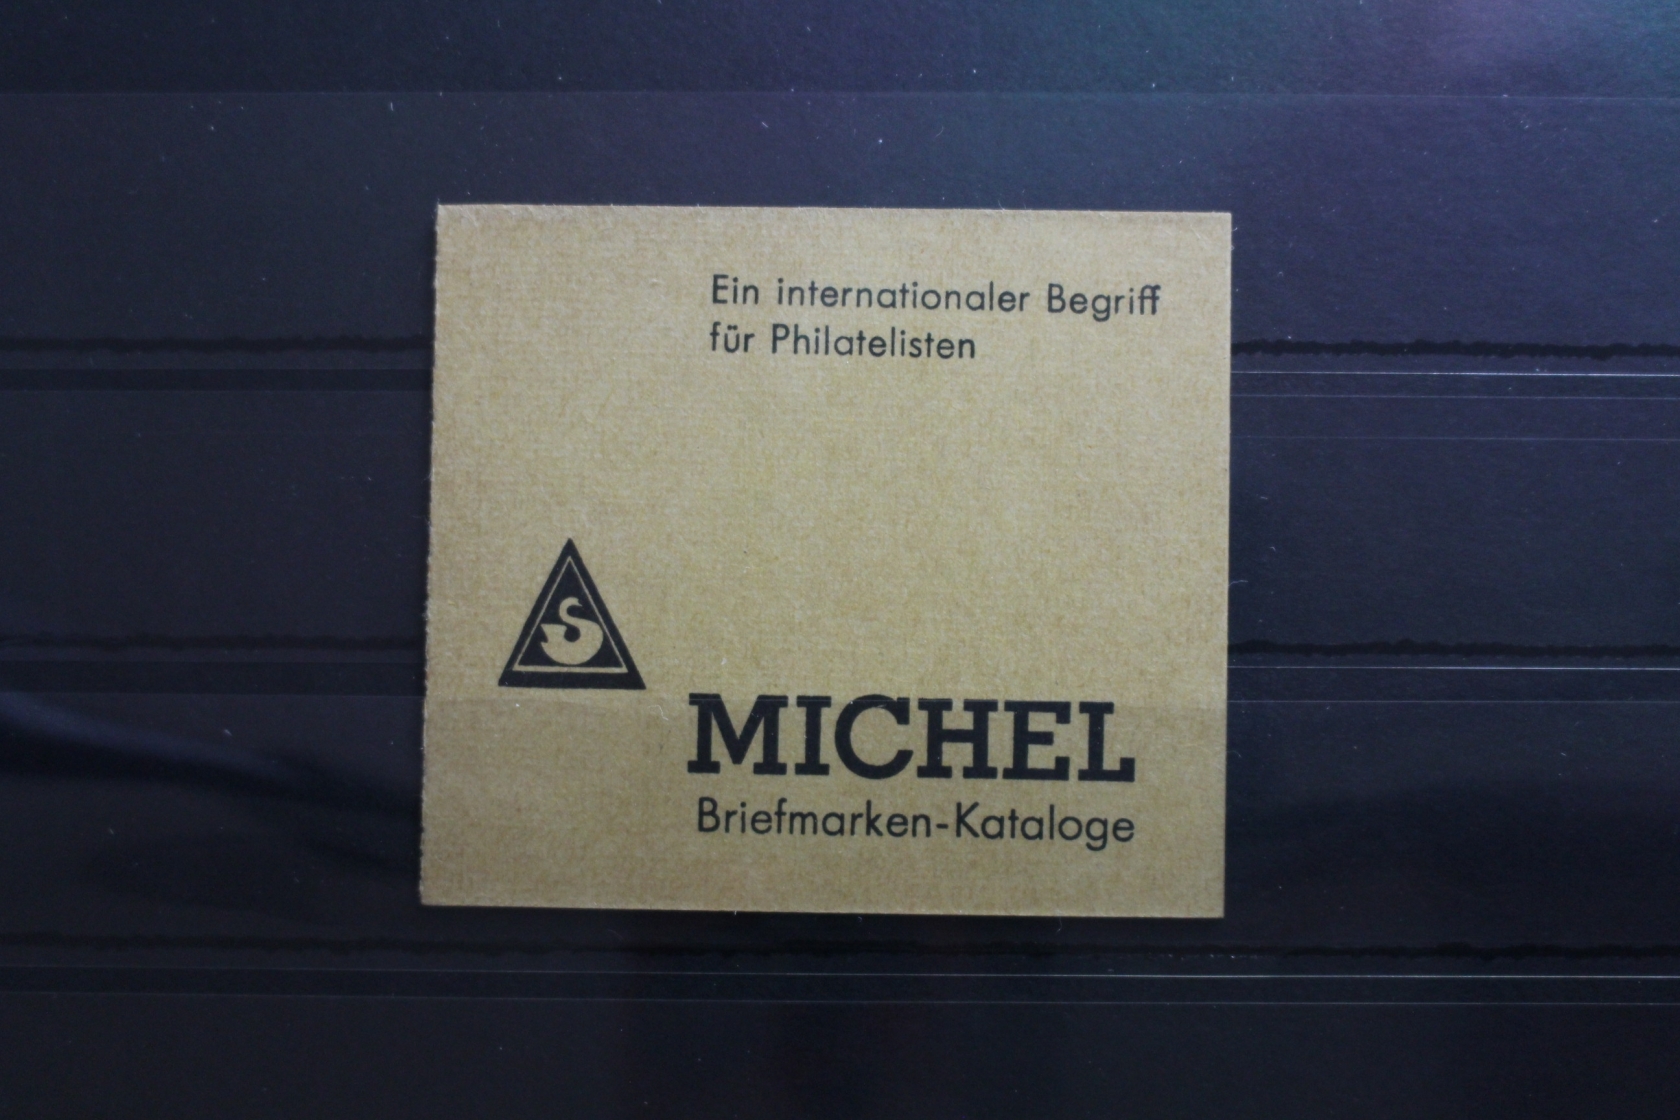 Ein internationaler Begriff
für Philatelisten
S
MICHEL
Briefmarken-Kataloge